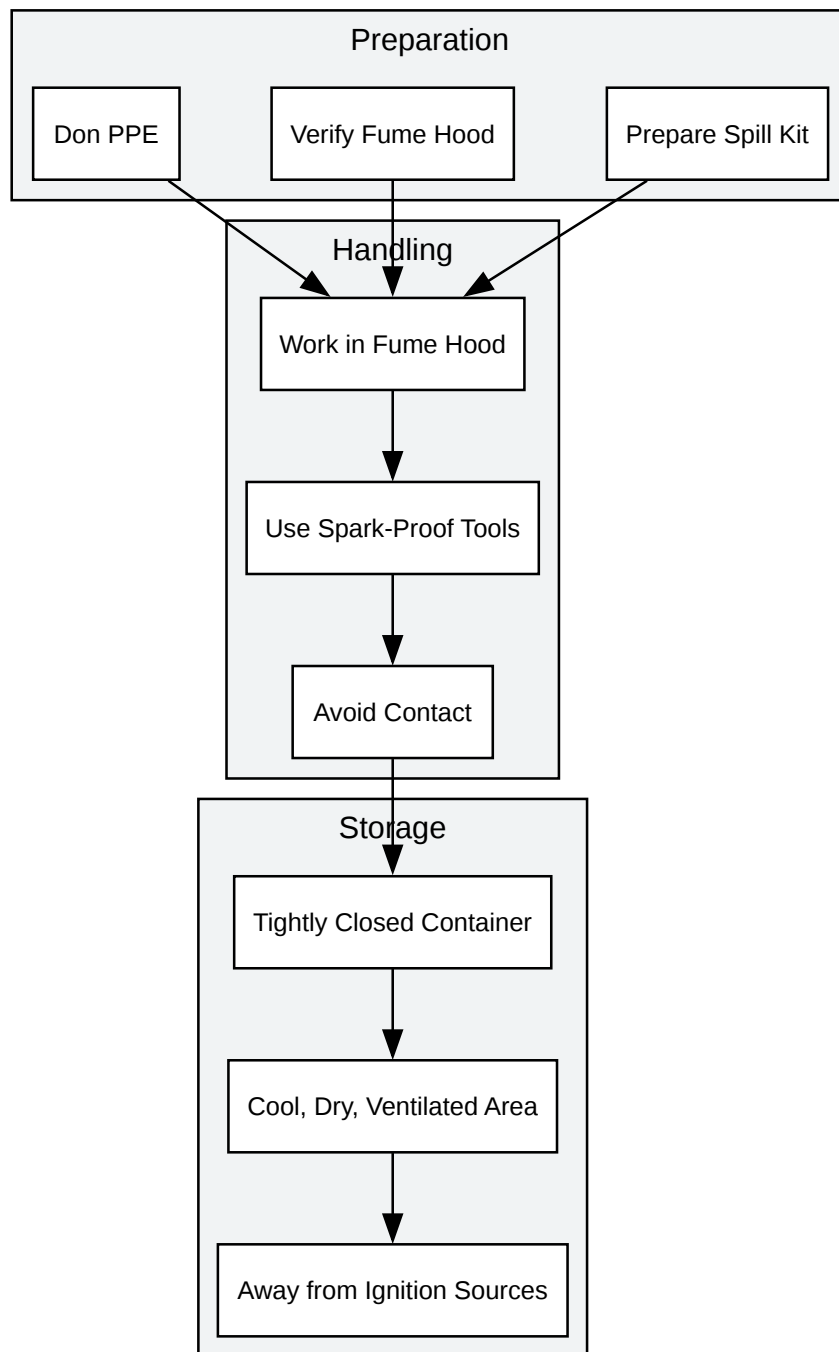 Preparation
Don PPE
Verify Fume Hood
Prepare Spill Kit
Handling
Work in Fume Hood
Use Spark-Proof Tools
Avoid Contact
Storage
Tightly Closed Container
Cool, Dry, Ventilated Area
Away from Ignition Sources